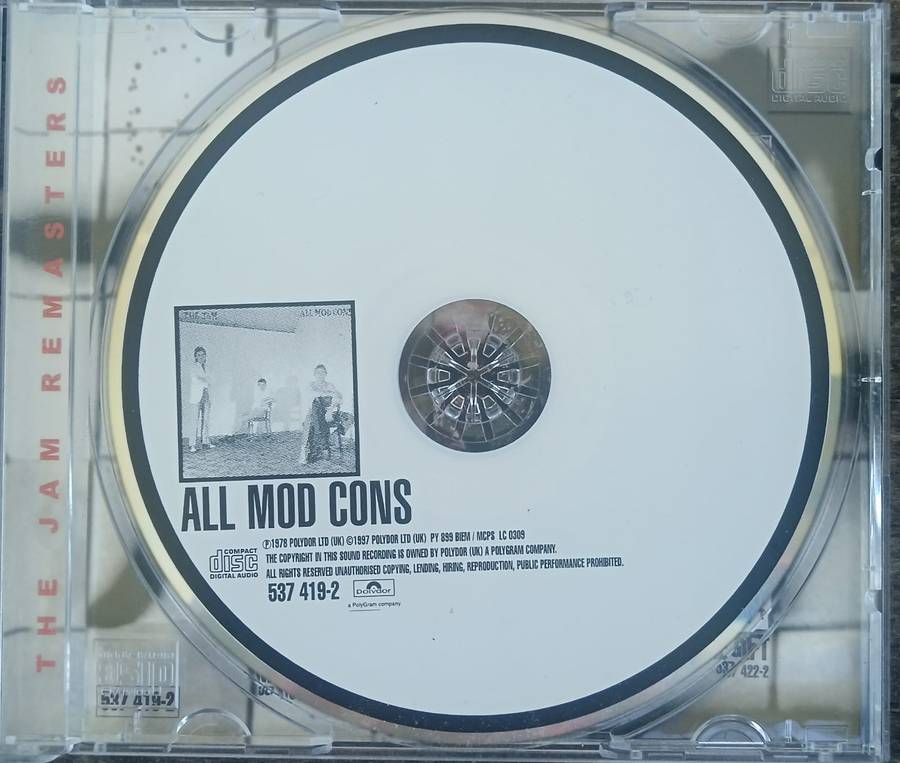 THE JAM REMASTERS
disc
DIGITAL AUDIO
THE JAM ALL MOD CONS
ALL MOD CONS
COMPACT
disc
DIGITAL AUDIO
℗1978 POLYDOR LTD (UK) ©1997 POLYDOR LTD (UK) PY 899 BIEM / MCPS LC 0309
THE COPYRIGHT IN THIS SOUND RECORDING IS OWNED BY POLYDOR (UK) A POLYGRAM COMPANY.
ALL RIGHTS RESERVED UNAUTHORISED COPYING, LENDING, HIRING, REPRODUCTION, PUBLIC PERFORMANCE PROHIBITED.
537 419-2
Polydor
a PolyGram company
537 419-2
537 422-2